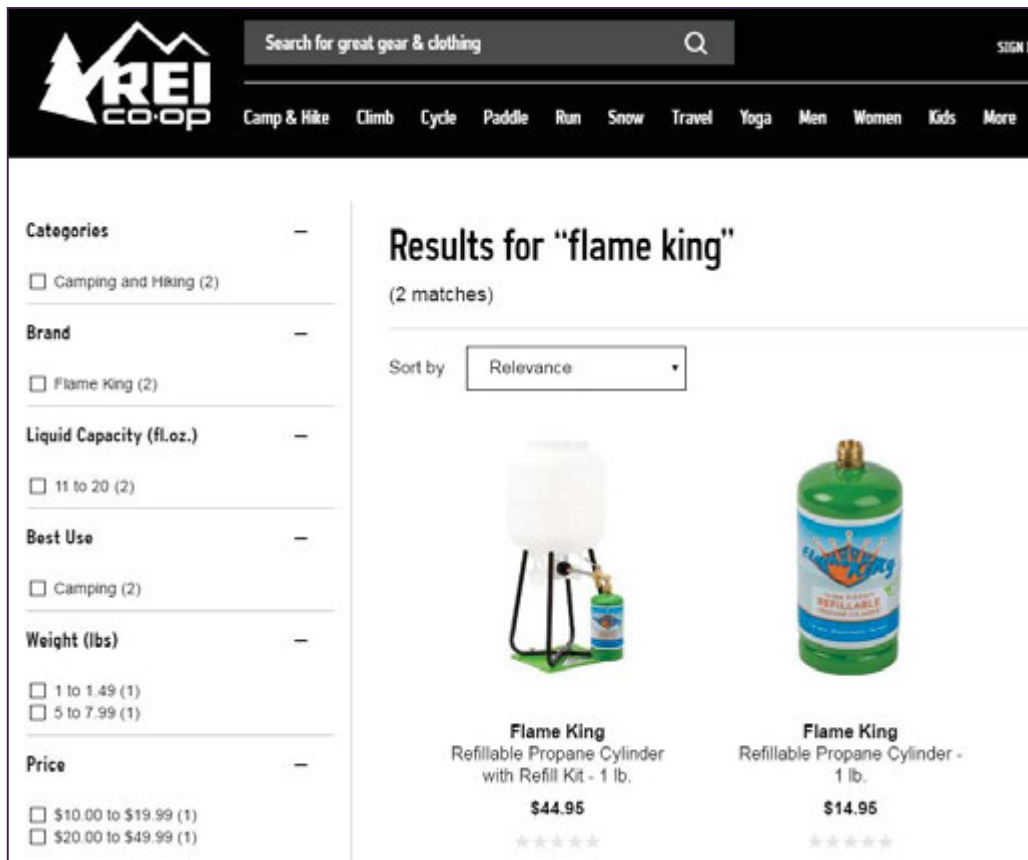 REI
co·op
Search for great gear & clothing
SIGN
Camp & Hike Climb Cycle Paddle Run Snow Travel Yoga Men Women Kids More
Categories
Camping and Hiking (2)
Brand
Flame King (2)
Liquid Capacity (fl.oz.)
11 to 20 (2)
Best Use
Camping (2)
Weight (lbs)
1 to 1.49 (1)
5 to 7.99 (1)
Price
$10.00 to $19.99 (1)
$20.00 to $49.99 (1)
Results for “flame king”
(2 matches)
Sort by Relevance
Flame King
REFILLABLE
Flame King
Refillable Propane Cylinder
with Refill Kit - 1 lb.
$44.95
Flame King
Refillable Propane Cylinder -
1 lb.
$14.95